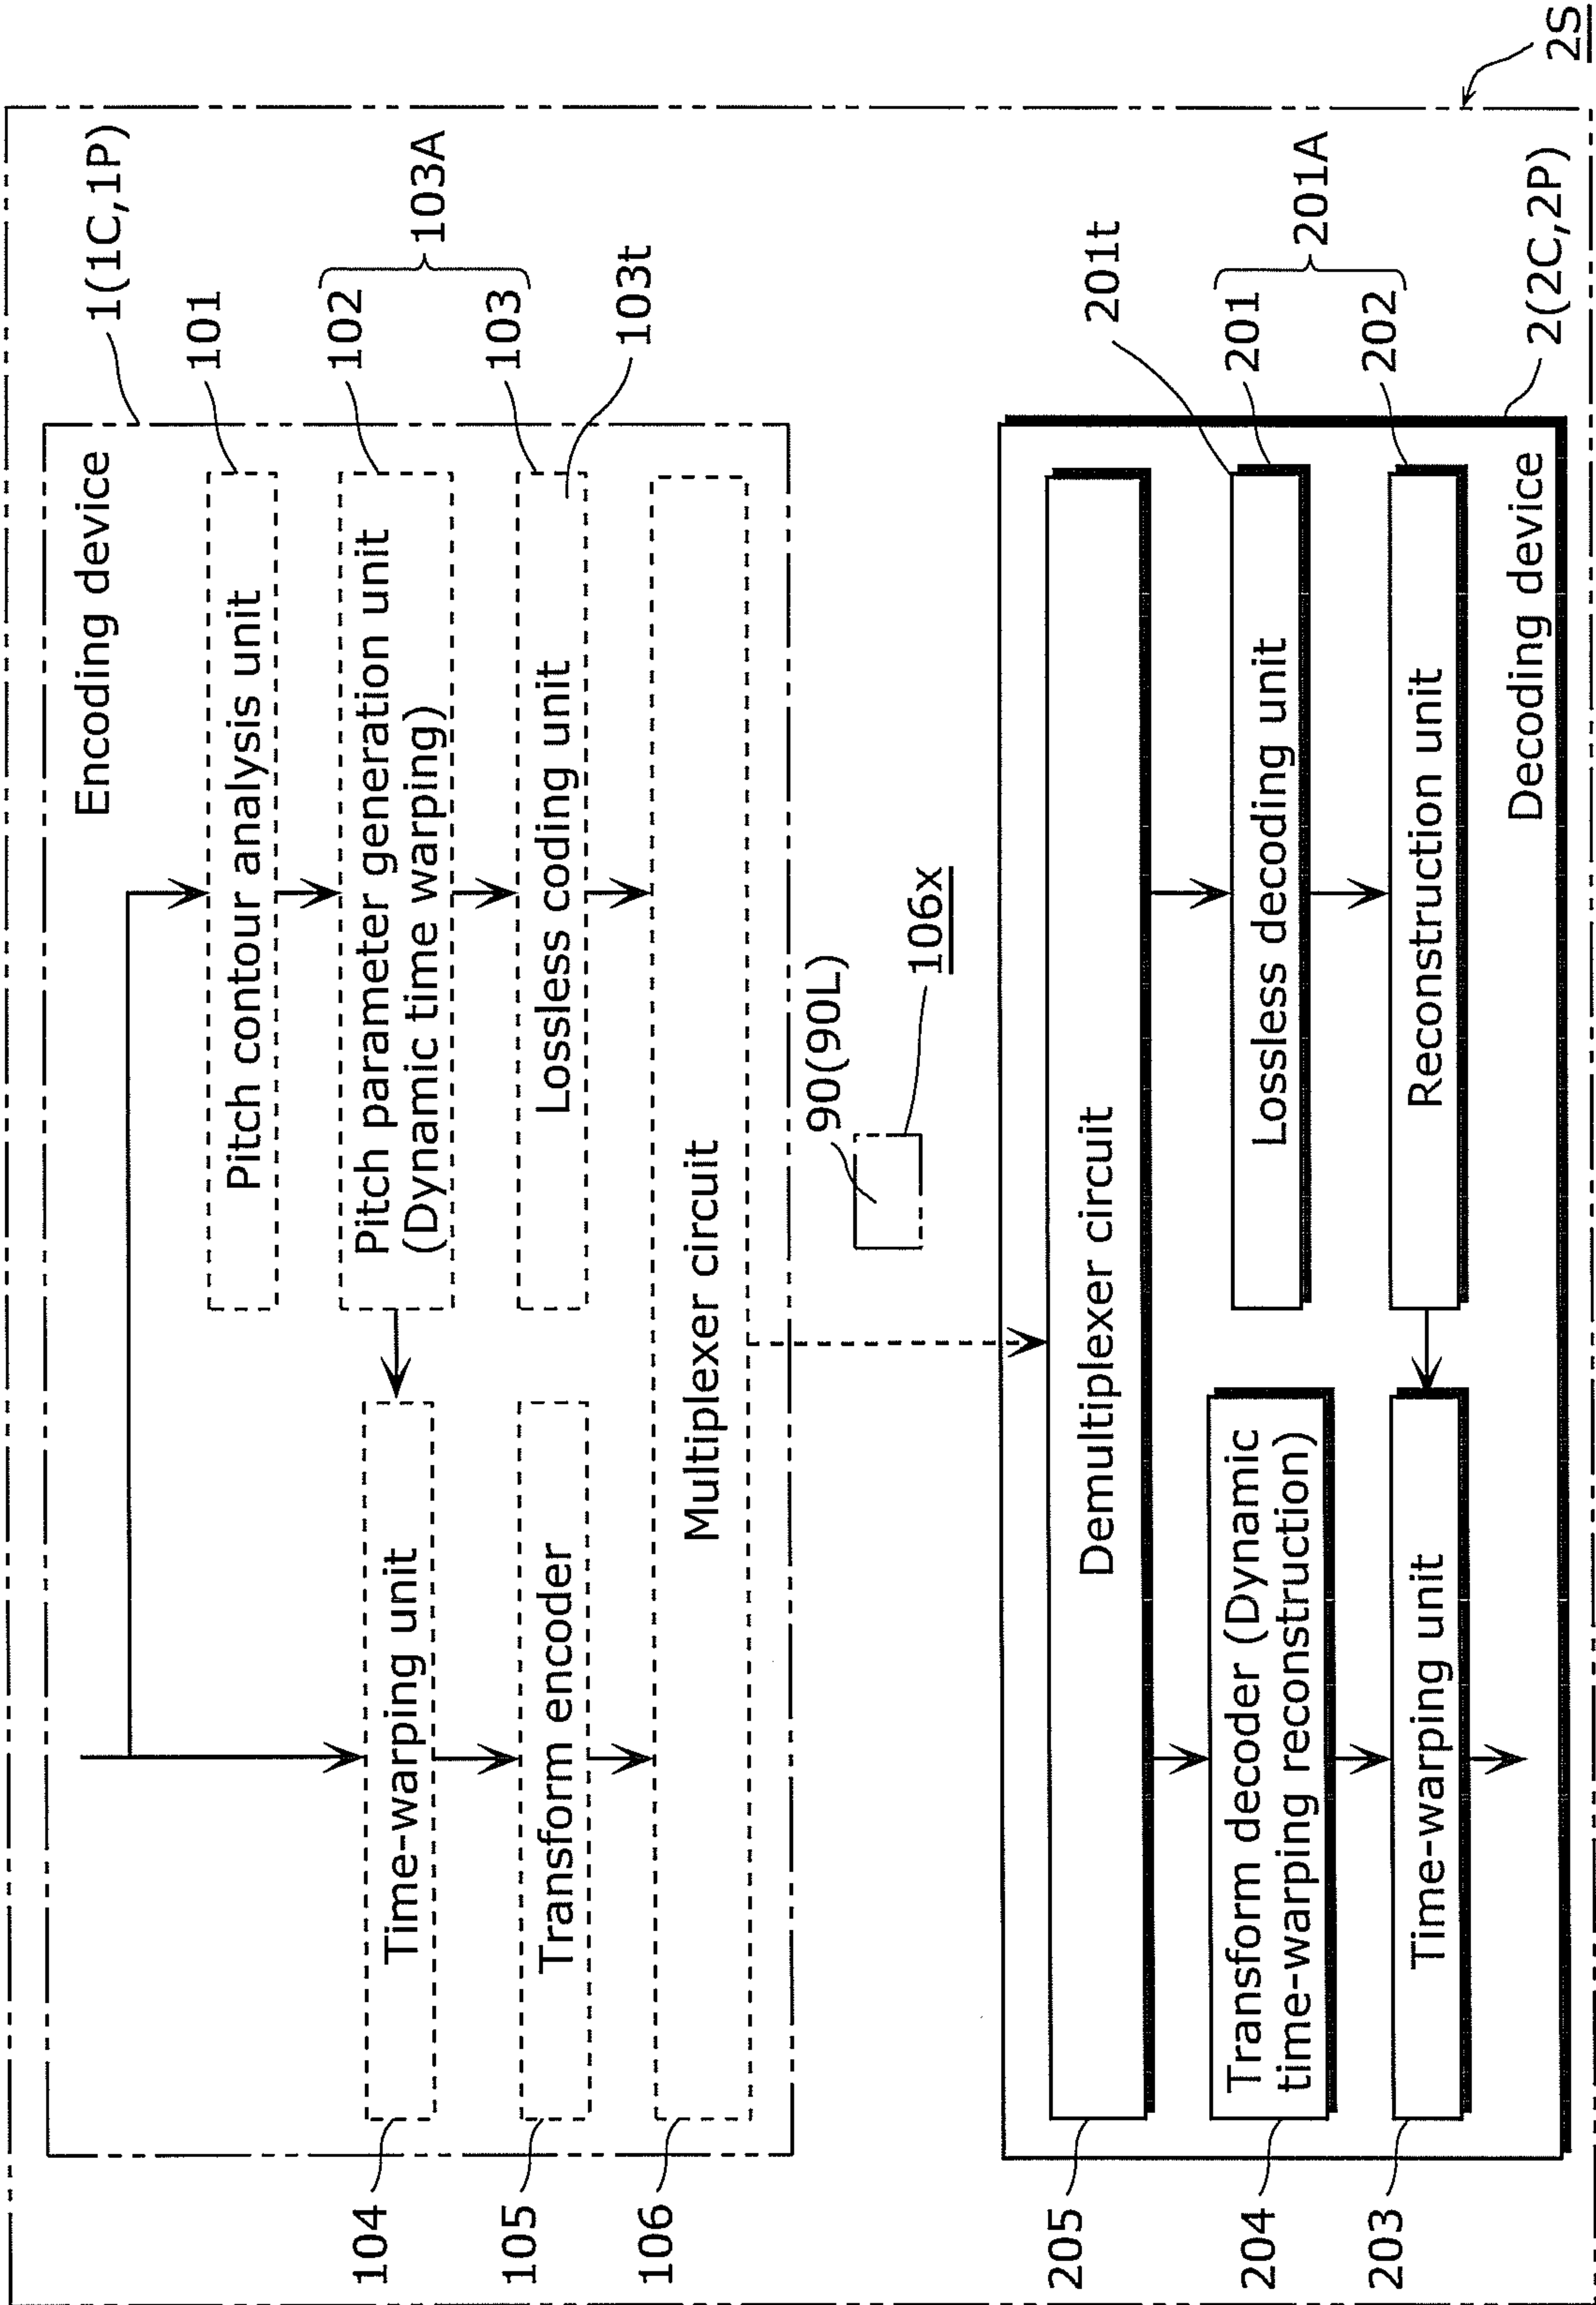 2S
1(1C,1P)
Encoding device
101
Pitch contour analysis unit
102
103A
Pitch parameter generation unit
(Dynamic time warping)
104
Time-warping unit
103
Lossless coding unit
103t
105
Transform encoder
106
Multiplexer circuit
90(90L)
106x
205
Demultiplexer circuit
201t
204
Transform decoder (Dynamic
time-warping reconstruction)
201
Lossless decoding unit
201A
203
Time-warping unit
202
Reconstruction unit
Decoding device
2(2C,2P)